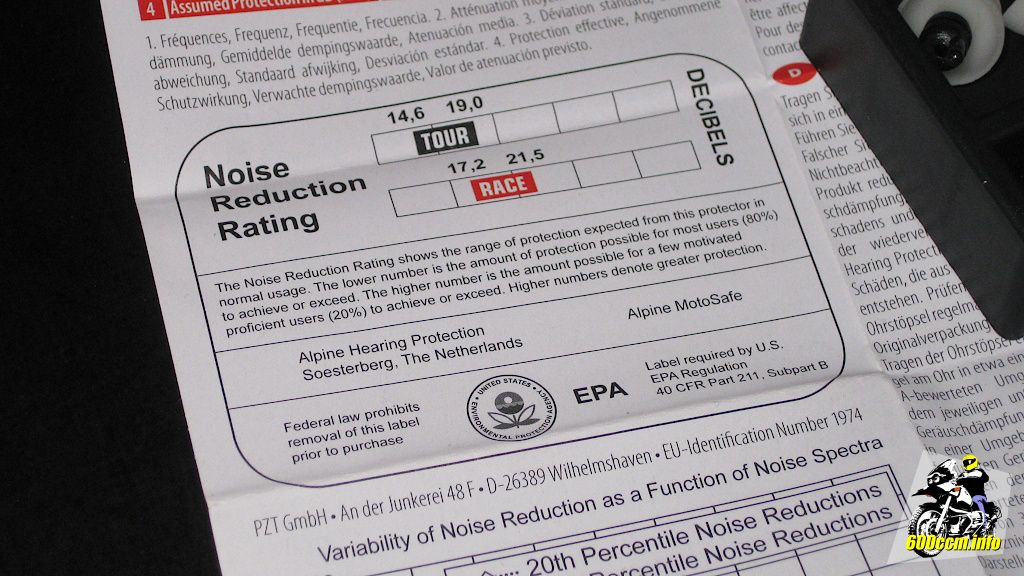 4 Assumed Protection
1. Fréquences, Frequenz, Frequentie, Frecuencia. 2. Atténuation
dämmung, Gemiddelde dempingswaarde, Atenuación media. 3. Déviation standard,
abweichung, Standaard afwijking, Desviación estándar. 4. Protection effective, Angenommene
Schutzwirkung, Verwachte dempingswaarde, Valor de atenuación previsto.
Noise
Reduction
Rating
14,6 19,0
TOUR
17,2 21,5
RACE
DECIBELS
The Noise Reduction Rating shows the range of protection expected from this protector in
normal usage. The lower number is the amount of protection possible for most users (80%)
to achieve or exceed. The higher number is the amount possible for a few motivated
proficient users (20%) to achieve or exceed. Higher numbers denote greater protection.
Alpine Hearing Protection
Soesterberg, The Netherlands
Alpine MotoSafe
Federal law prohibits
removal of this label
prior to purchase
UNITED STATES
ENVIRONMENTAL PROTECTION AGENCY
EPA
Label required by U.S.
EPA Regulation
40 CFR Part 211, Subpart B
PZT GmbH • An der Junkerei 48 F • D-26389 Wilhelmshaven • EU-Identification Number 1974
Variability of Noise Reduction as a Function of Noise Spectra
20th Percentile Noise Reductions
Percentile Noise Reductions
être affec
Pour de
contac
D
Tragen S
sich in ein
Führen Sie
Falscher Si
Nichtbeach
Produkt redu
schdämpfung
schadens und
der wiederve
Hearing Protect
Schäden, die aus
entstehen. Prüfen
Ohrstöpsel regelm
Originalverpackung
Tragen der Ohrstöpse
gel am Ohr in etwa ein
A-bewerteten Umg
dem jeweiligen un
Geräuschdämpfun
600ccm.info